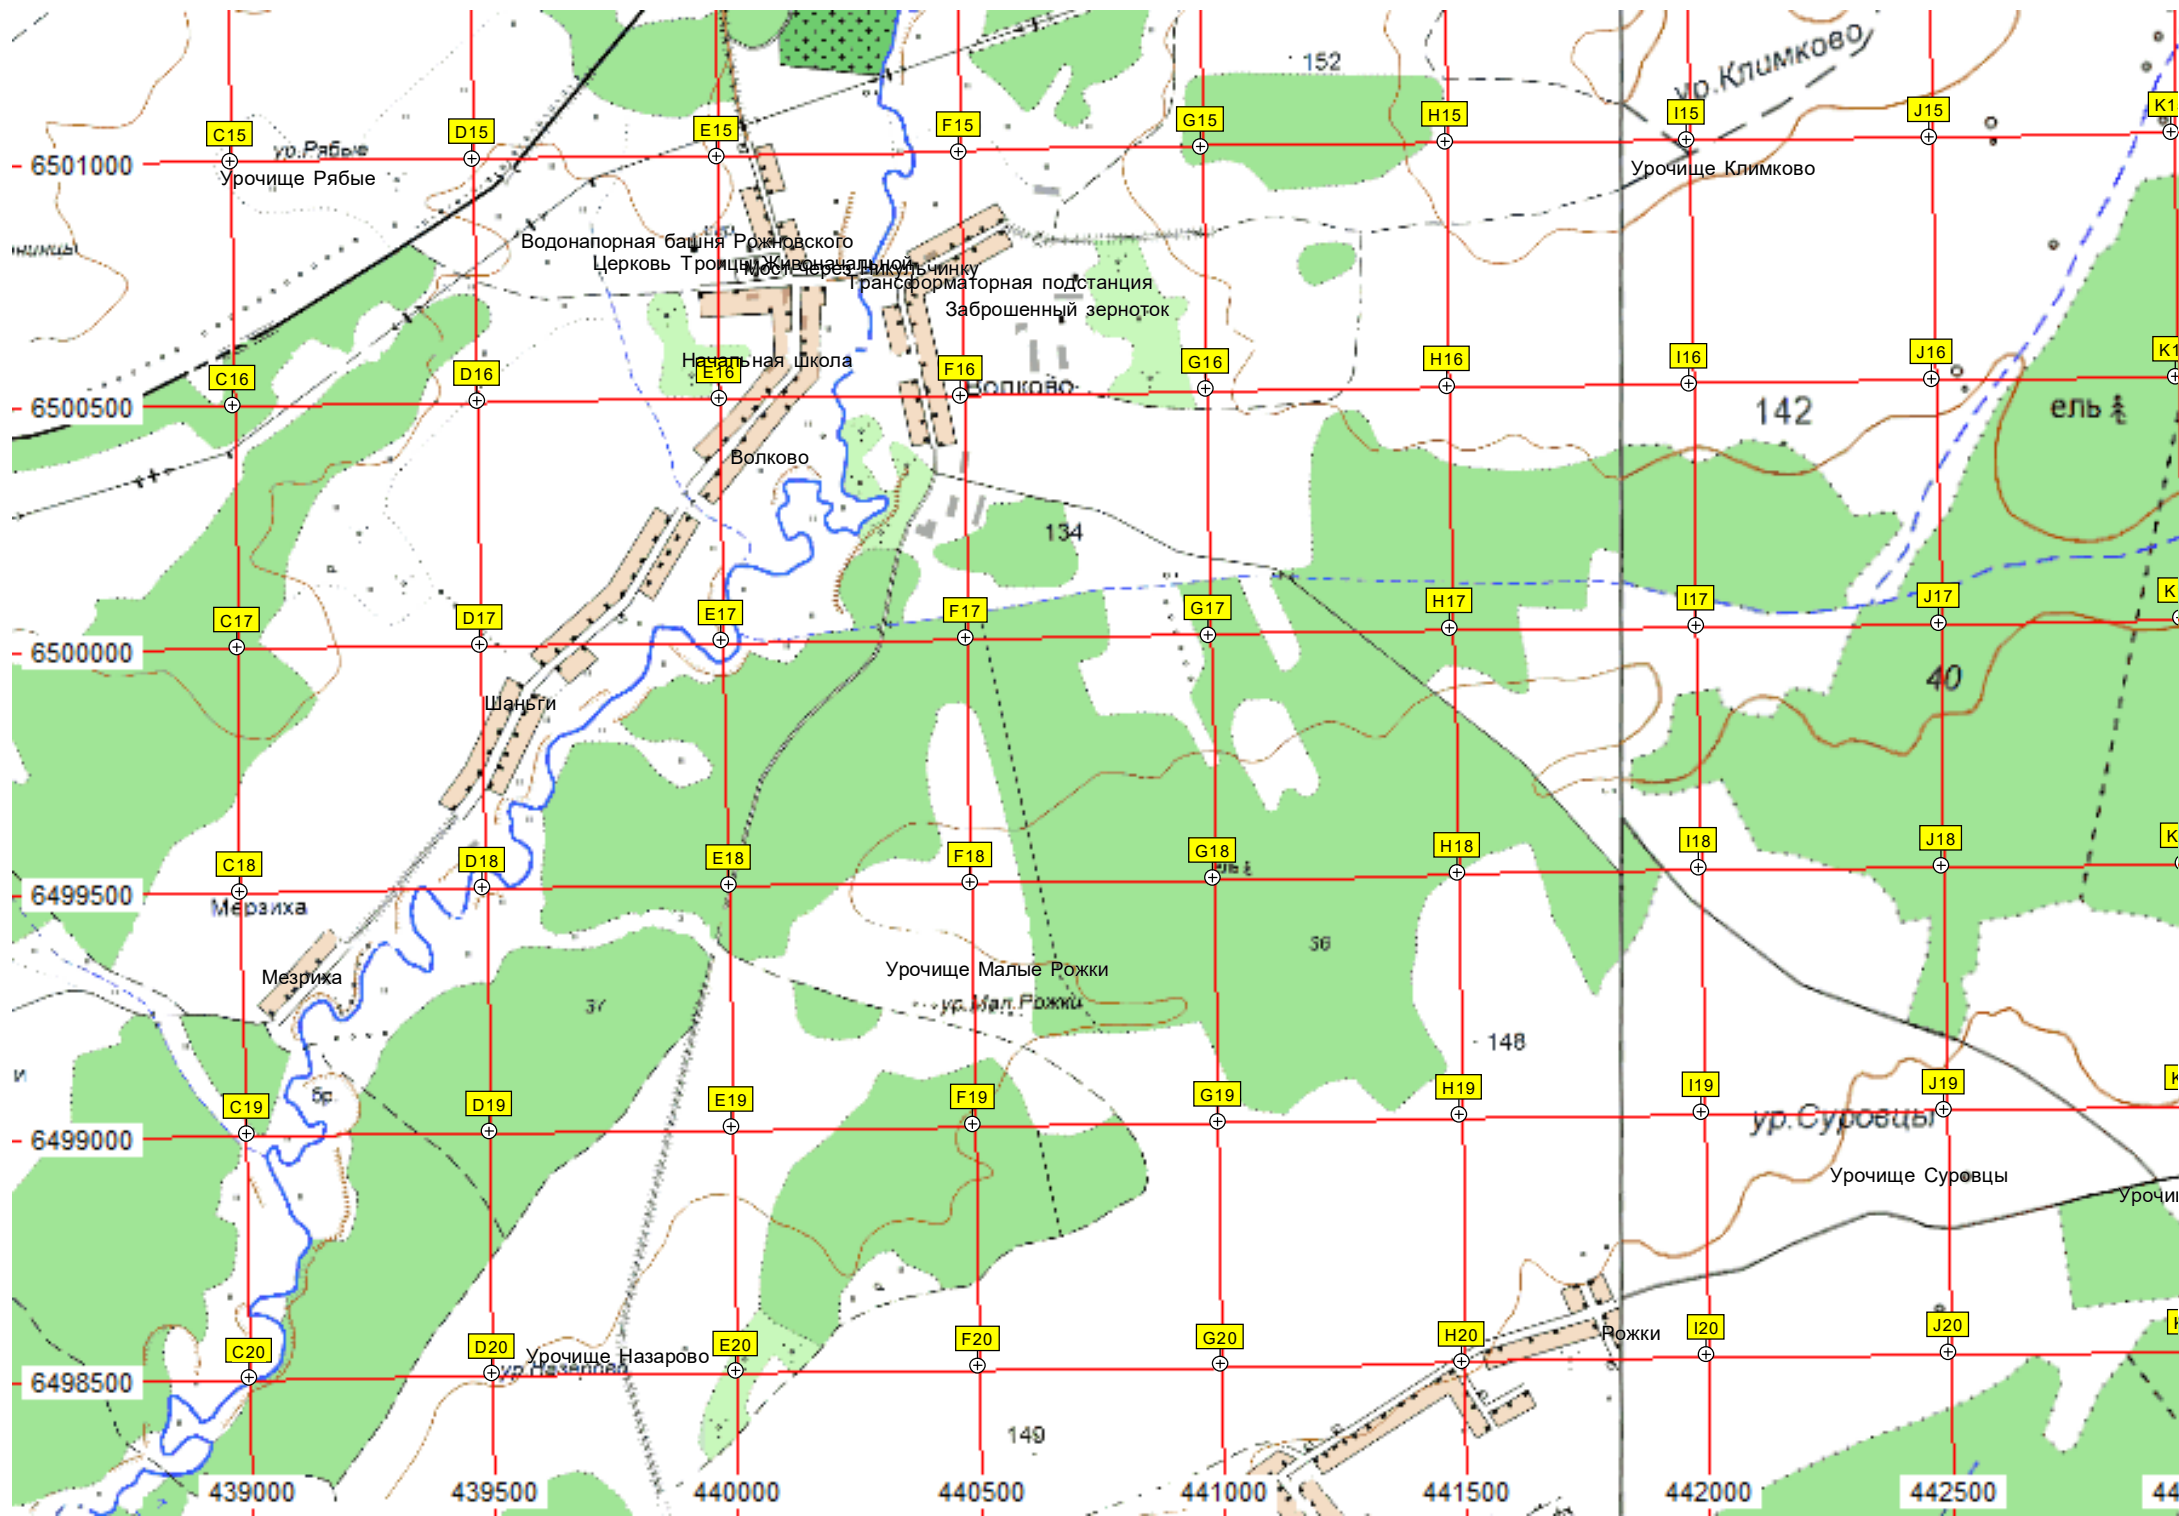 152
ур.Климково
C15
D15
E15
F15
G15
H15
I15
J15
6501000
ур.Рябые
Урочище Рябые
Урочище Климково
Водонапорная башня Рожновского
Церковь Троицы Живоначальной
Мост через Никульчинку
Трансформаторная подстанция
Заброшенный зерноток
Начальная школа
C16
D16
E16
F16
G16
H16
I16
J16
Волково
6500500
142
ель
Волково
134
C17
D17
E17
F17
G17
H17
I17
J17
6500000
40
Шаньги
C18
D18
E18
F18
G18
H18
I18
J18
6499500
Мерзиха
36
Мезриха
Урочище Малые Рожки
37
ур.Мал.Рожки
148
и
бр.
C19
D19
E19
F19
G19
H19
I19
J19
6499000
ур.Суровцы
Урочище Суровцы
C20
D20
E20
F20
G20
H20
I20
J20
Рожки
Урочище Назарово
ур.Назарово
6498500
149
439000
439500
440000
440500
441000
441500
442000
442500